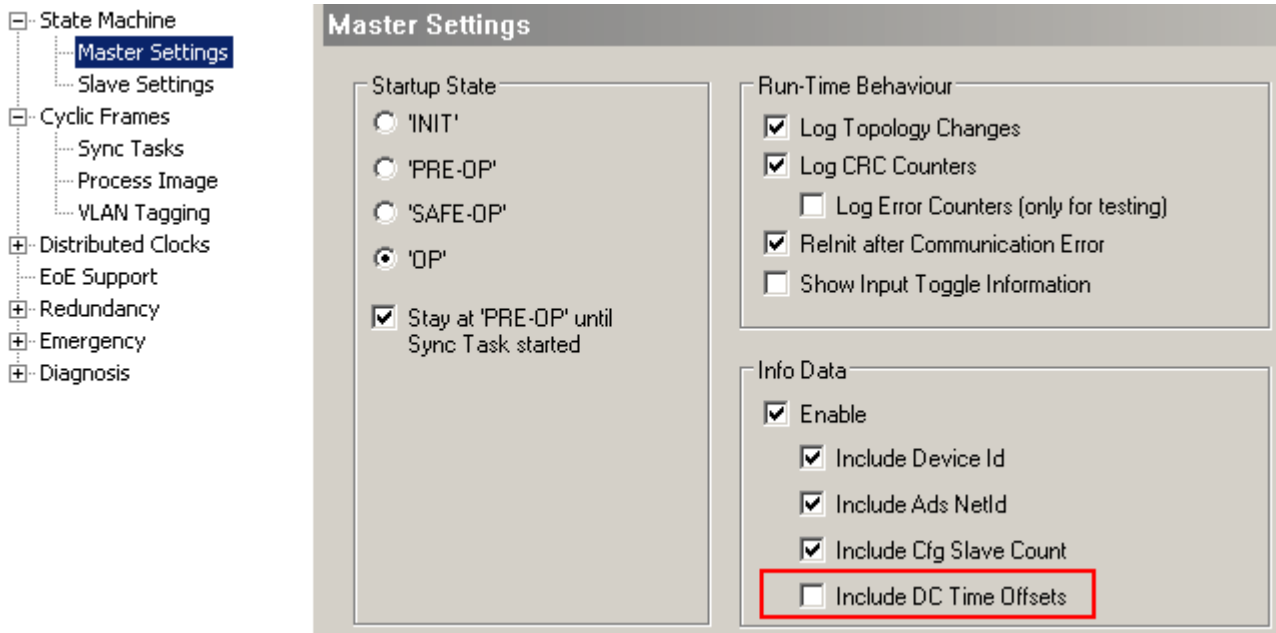 State Machine
Master Settings
Slave Settings
Cyclic Frames
Sync Tasks
Process Image
VLAN Tagging
Distributed Clocks
EoE Support
Redundancy
Emergency
Diagnosis
Master Settings
Startup State
'INIT'
'PRE-OP'
'SAFE-OP'
'OP'
Stay at 'PRE-OP' until
Sync Task started
Run-Time Behaviour
Log Topology Changes
Log CRC Counters
Log Error Counters (only for testing)
ReInit after Communication Error
Show Input Toggle Information
Info Data
Enable
Include Device Id
Include Ads NetId
Include Cfg Slave Count
Include DC Time Offsets